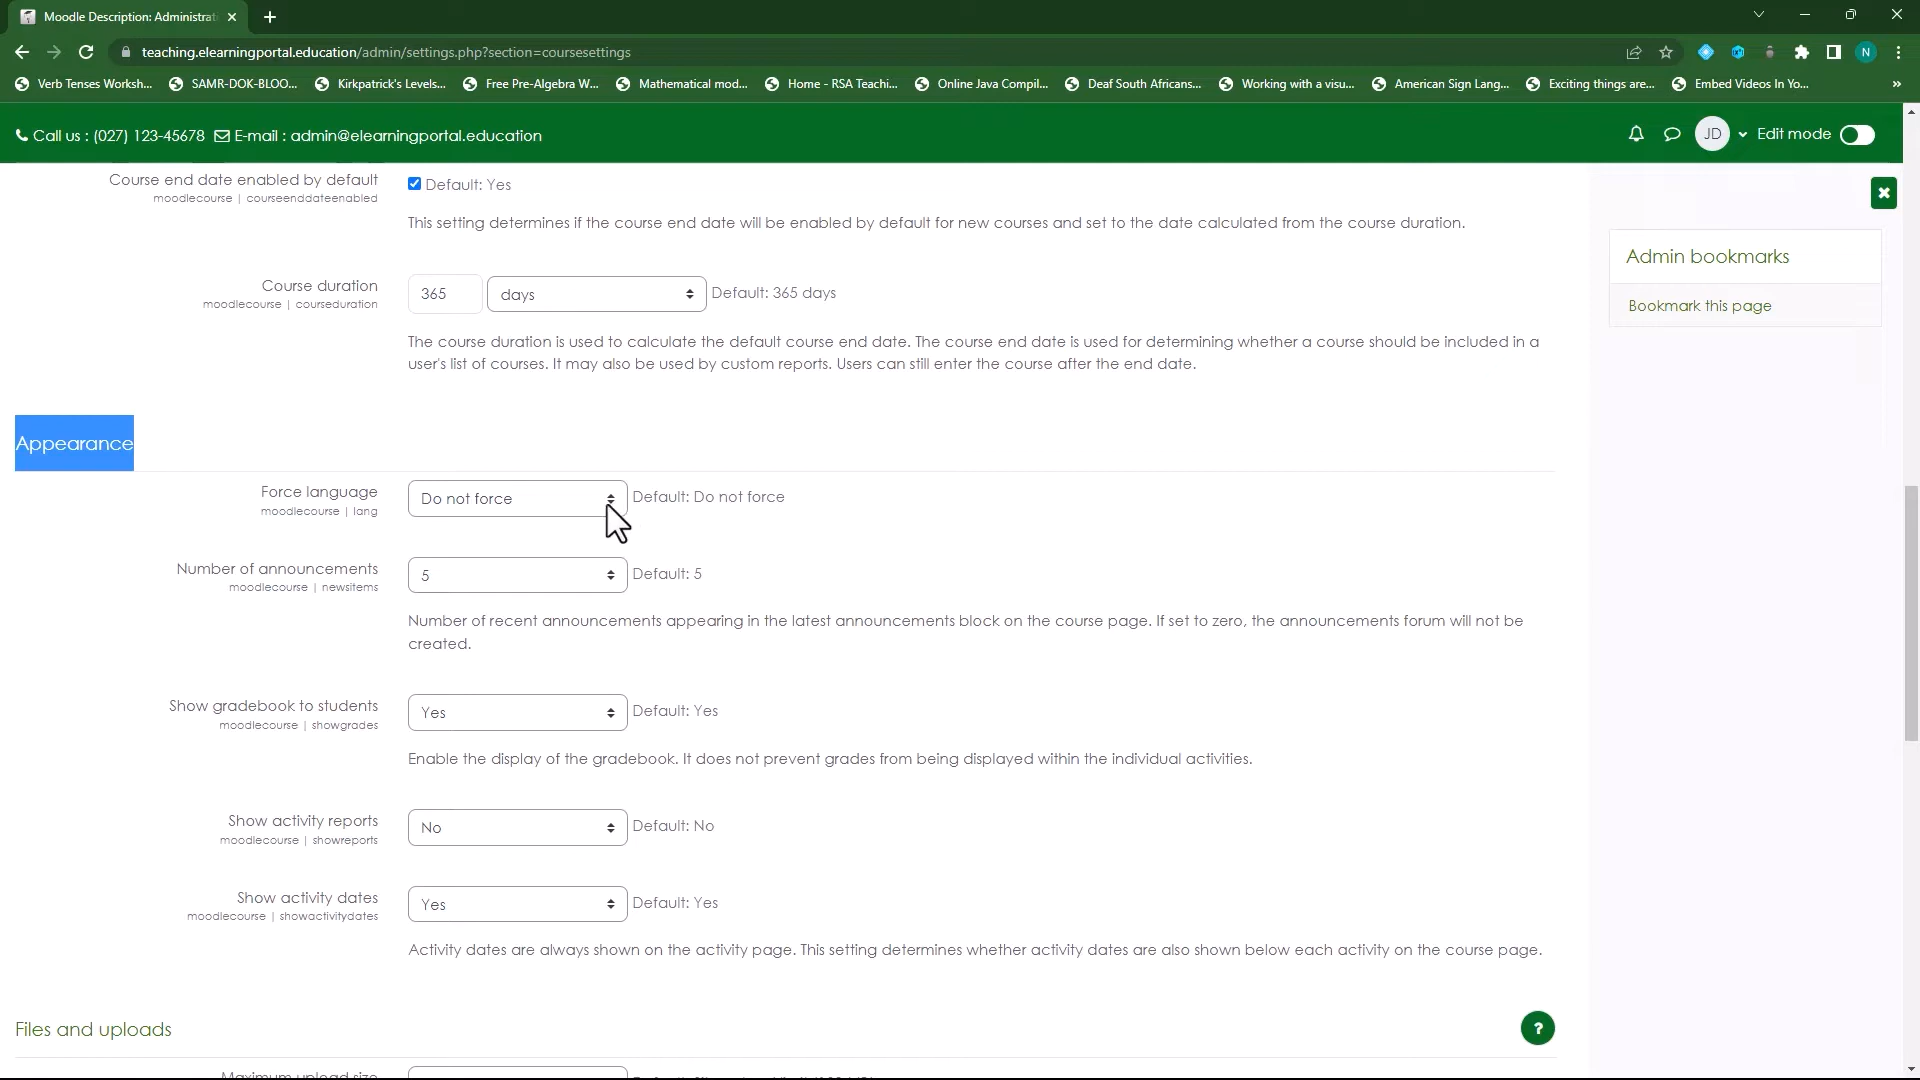 Moodle Description: Administrat
teaching.elearningportal.education/admin/settings.php?section=coursesettings
N
Verb Tenses Worksh...
SAMR-DOK-BLOO...
Kirkpatrick's Levels...
Free Pre-Algebra W...
Mathematical mod...
Home - RSA Teachi...
Online Java Compil...
Deaf South Africans...
Working with a visu...
American Sign Lang...
Exciting things are...
Embed Videos In Yo...
»
Call us : (027) 123-45678 E-mail : admin@elearningportal.education
JD
Edit mode
Course end date enabled by default
moodlecourse | courseenddateenabled
Default: Yes
This setting determines if the course end date will be enabled by default for new courses and set to the date calculated from the course duration.
Course duration
moodlecourse | courseduration
365 days Default: 365 days
The course duration is used to calculate the default course end date. The course end date is used for determining whether a course should be included in a
user's list of courses. It may also be used by custom reports. Users can still enter the course after the end date.
Admin bookmarks
Bookmark this page
Appearance
Force language
moodlecourse | lang
Do not force Default: Do not force
Number of announcements
moodlecourse | newsitems
5 Default: 5
Number of recent announcements appearing in the latest announcements block on the course page. If set to zero, the announcements forum will not be
created.
Show gradebook to students
moodlecourse | showgrades
Yes Default: Yes
Enable the display of the gradebook. It does not prevent grades from being displayed within the individual activities.
Show activity reports
moodlecourse | showreports
No Default: No
Show activity dates
moodlecourse | showactivitydates
Yes Default: Yes
Activity dates are always shown on the activity page. This setting determines whether activity dates are also shown below each activity on the course page.
Files and uploads
?
Maximum upload size